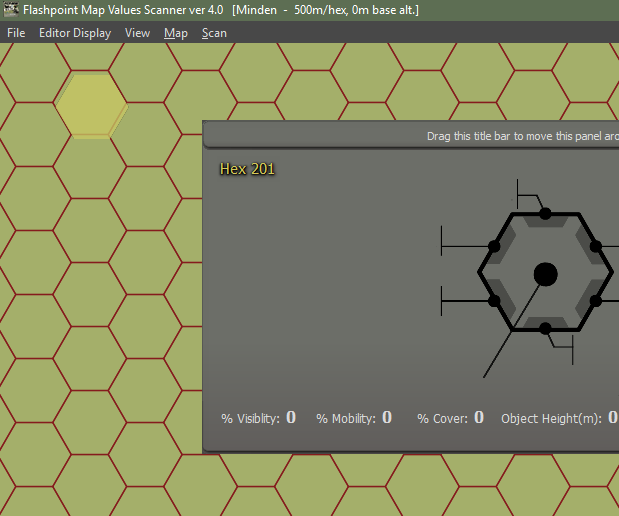 Flashpoint Map Values Scanner ver 4.0 [Minden - 500m/hex, 0m base alt.]
File Editor Display View Map Scan
Drag this title bar to move this panel
Hex 201
% Visiblity: 0 % Mobility: 0 % Cover: 0 Object Height(m): 0